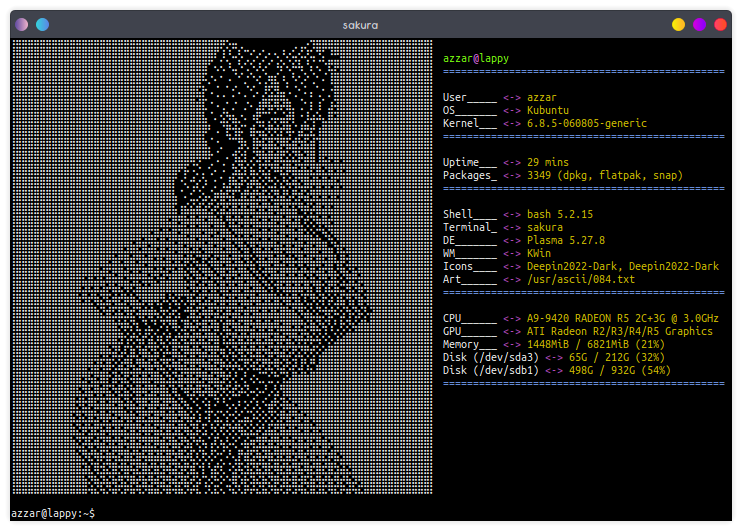 sakura
azzar@lappy
===============================================
User_____ <-> azzar
OS_______ <-> Kubuntu
Kernel___ <-> 6.8.5-060805-generic
===============================================
Uptime___ <-> 29 mins
Packages_ <-> 3349 (dpkg, flatpak, snap)
===============================================
Shell____ <-> bash 5.2.15
Terminal_ <-> sakura
DE_______ <-> Plasma 5.27.8
WM_______ <-> KWin
Icons____ <-> Deepin2022-Dark, Deepin2022-Dark
Art______ <-> /usr/ascii/084.txt
===============================================
CPU______ <-> A9-9420 RADEON R5 2C+3G @ 3.0GHz
GPU______ <-> ATI Radeon R2/R3/R4/R5 Graphics
Memory___ <-> 1448MiB / 6821MiB (21%)
Disk (/dev/sda3) <-> 65G / 212G (32%)
Disk (/dev/sdb1) <-> 498G / 932G (54%)
===============================================
azzar@lappy:~$